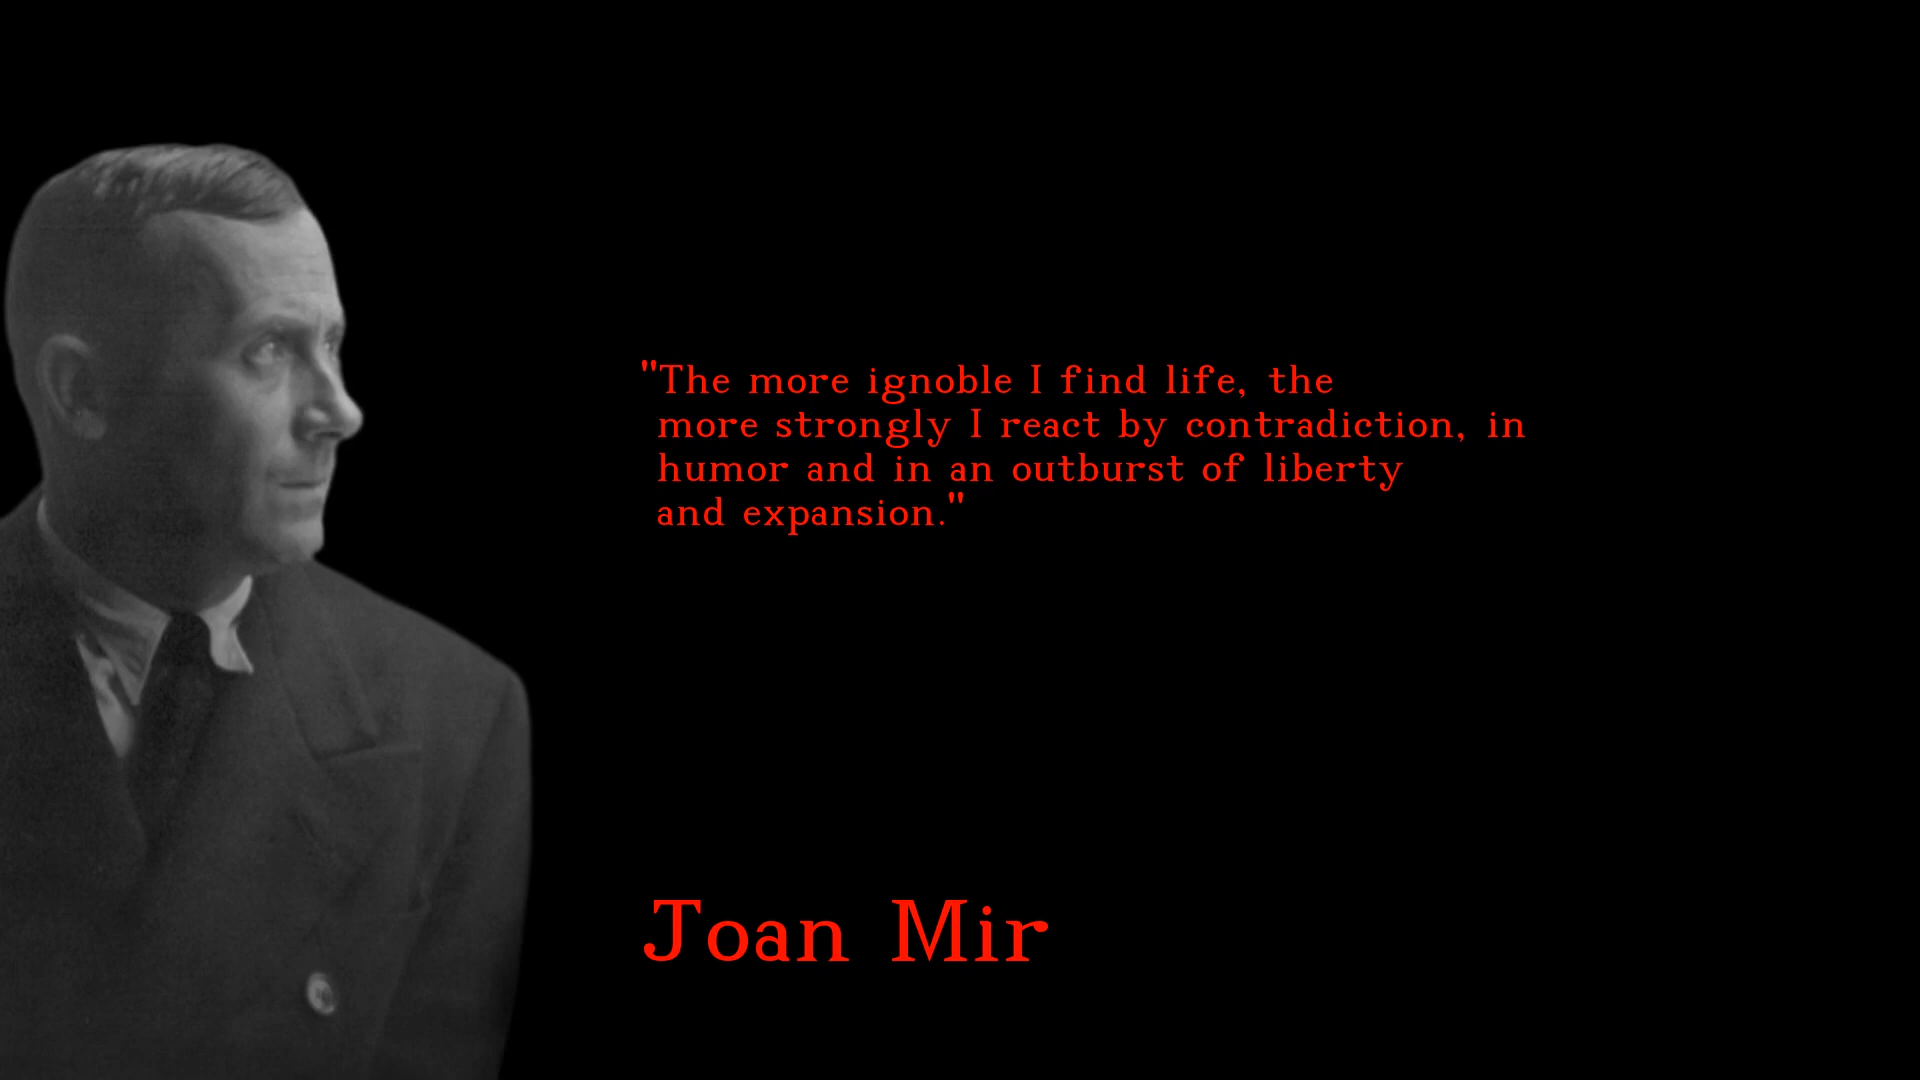 "The more ignoble I find life, the
more strongly I react by contradiction, in
humor and in an outburst of liberty
and expansion."
Joan Mir